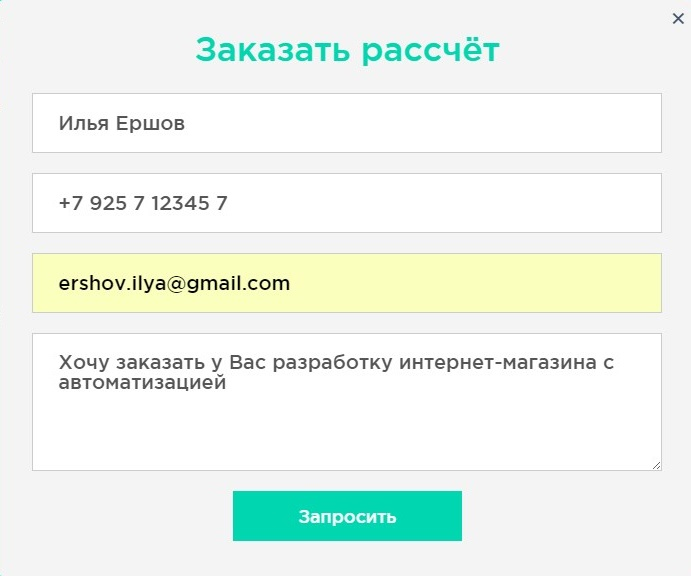 Заказать рассчёт
Илья Ершов
+7 925 7 12345 7
ershov.ilya@gmail.com
Хочу заказать у Вас разработку интернет-магазина с
автоматизацией
Запросить